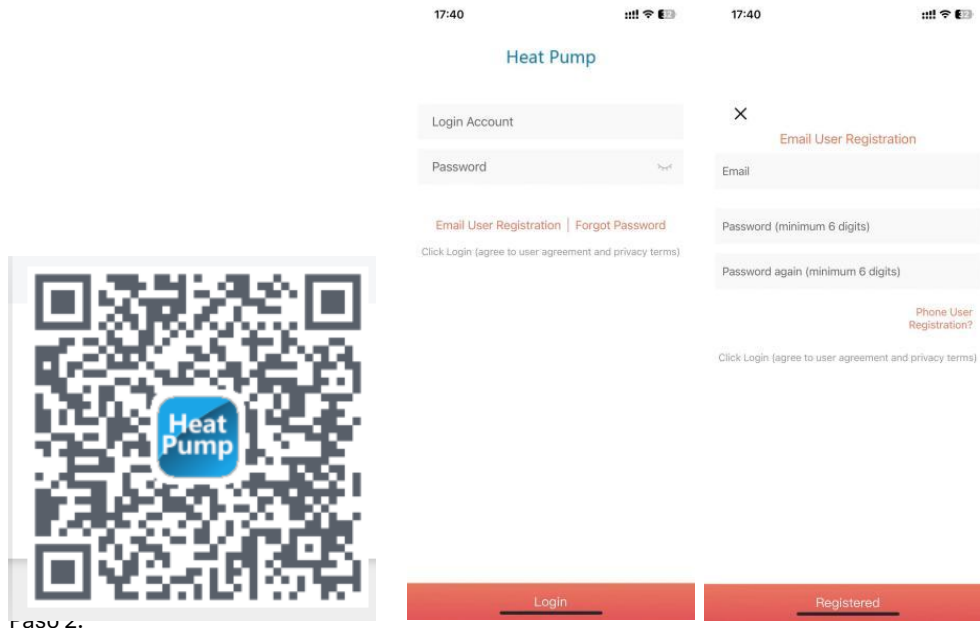 17:40
Heat Pump
Login Account
Password
Email User Registration | Forgot Password
Click Login (agree to user agreement and privacy terms)
Login
17:40
Email User Registration
Email
Password (minimum 6 digits)
Password again (minimum 6 digits)
Phone User
Registration?
Click Login (agree to user agreement and privacy terms)
Registered
Heat
Pump
Paso 2.